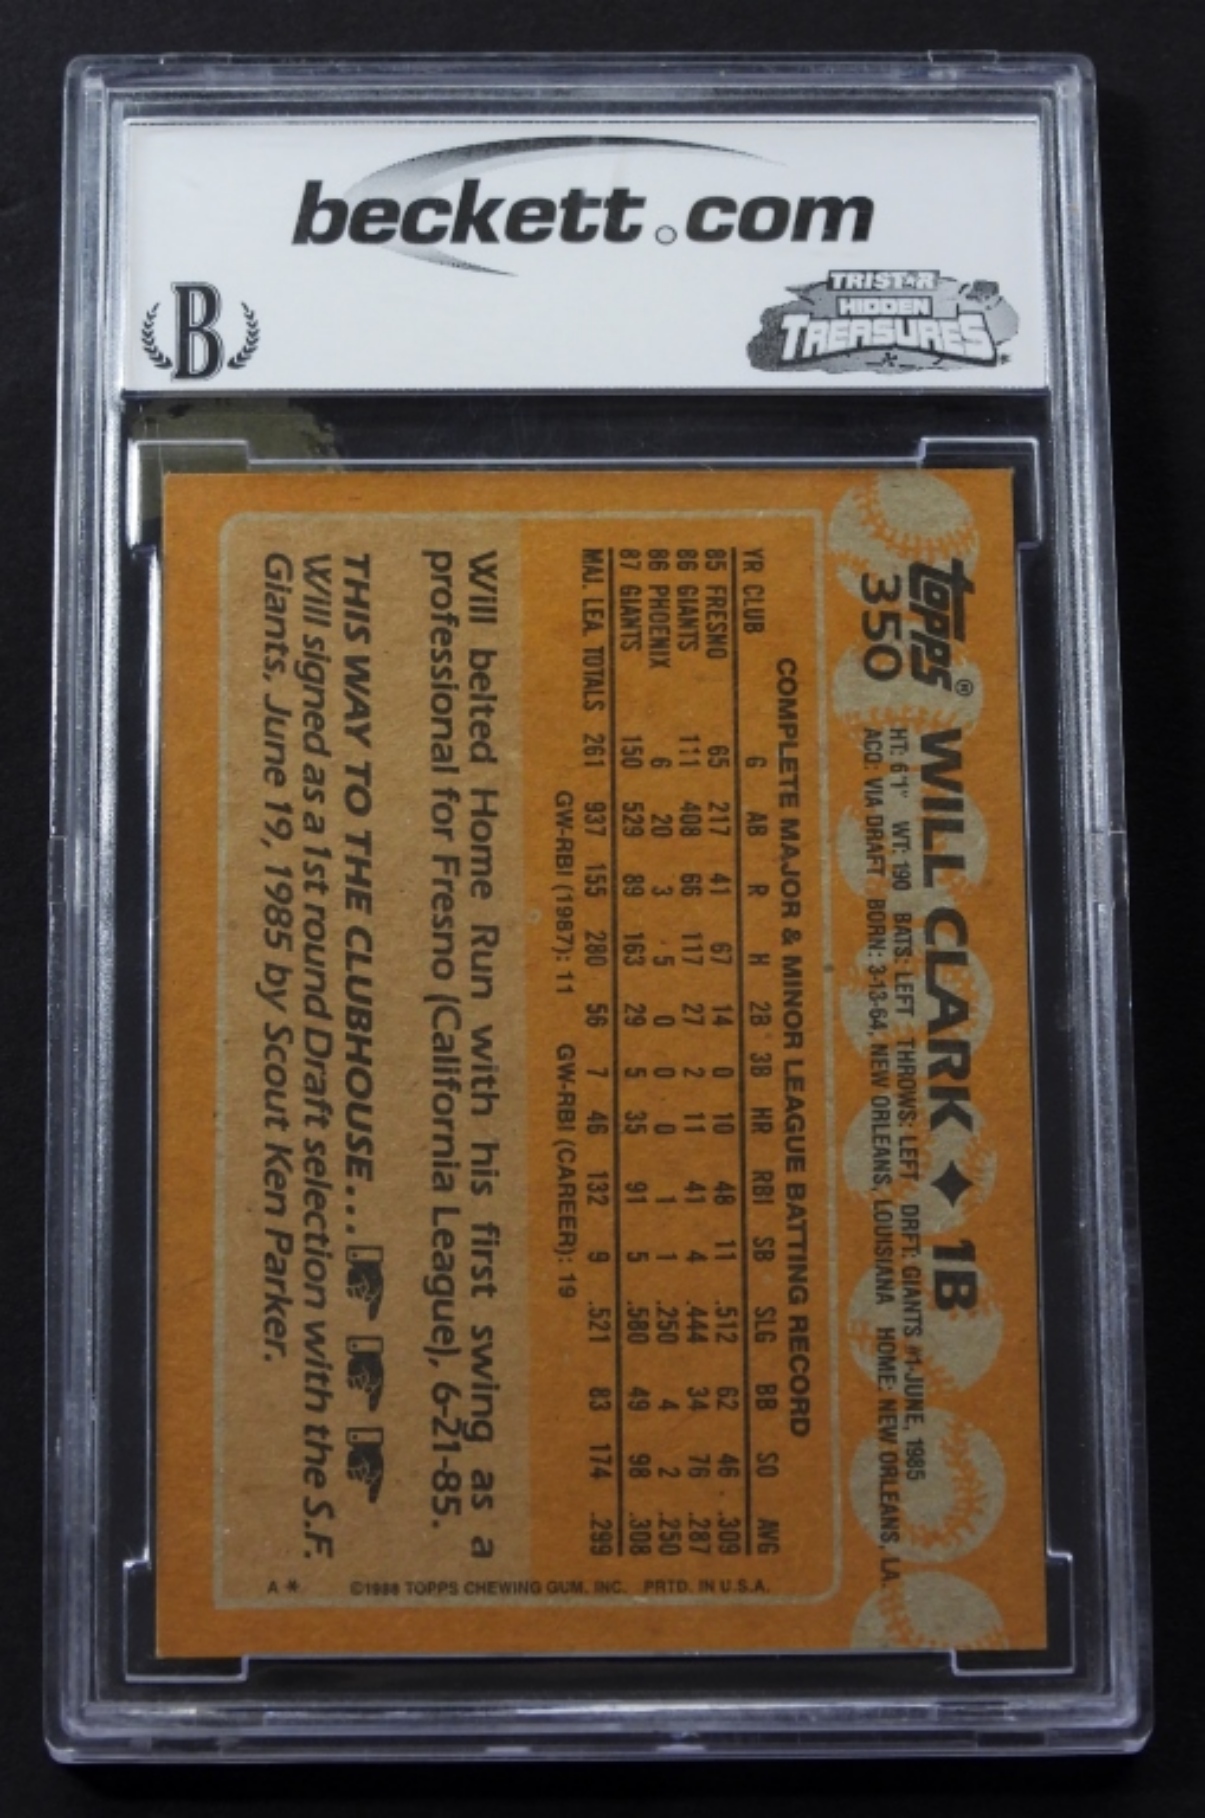 beckett.com
B
TRISTAR
HIDDEN
TREASURES
topps®
350
WILL CLARK ✦ 1B
HT: 6'1" WT: 190 BATS: LEFT THROWS: LEFT DRFT: GIANTS #1-JUNE, 1985
ACQ: VIA DRAFT BORN: 3-13-64, NEW ORLEANS, LOUISIANA HOME: NEW ORLEANS, LA.
COMPLETE MAJOR & MINOR LEAGUE BATTING RECORD
YR CLUB G AB R H 2B 3B HR RBI SB SLG BB SO AVG
85 FRESNO 65 217 41 67 14 0 10 48 11 .512 62 46 .309
86 GIANTS 111 408 66 117 27 2 11 41 4 .444 34 76 .287
86 PHOENIX 6 20 3 5 0 0 0 1 1 .250 4 2 .250
87 GIANTS 150 529 89 163 29 5 35 91 5 .580 49 98 .308
MAJ. LEA. TOTALS 261 937 155 280 56 7 46 132 9 .521 83 174 .299
GW-RBI (1987): 11 GW-RBI (CAREER): 19
Will belted Home Run with his first swing as a
professional for Fresno (California League), 6-21-85.
THIS WAY TO THE CLUBHOUSE...
Will signed as a 1st round Draft selection with the S.F.
Giants, June 19, 1985 by Scout Ken Parker.
A * ©1988 TOPPS CHEWING GUM, INC. PRTD. IN U.S.A.